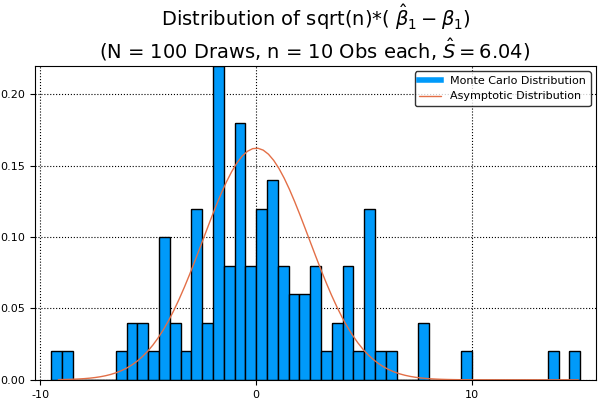 Distribution of sqrt(n)*( β̂₁ − β₁)
(N = 100 Draws, n = 10 Obs each, Ŝ = 6.04)
Monte Carlo Distribution
Asymptotic Distribution
0.20
0.15
0.10
0.05
0.00
-10 0 10